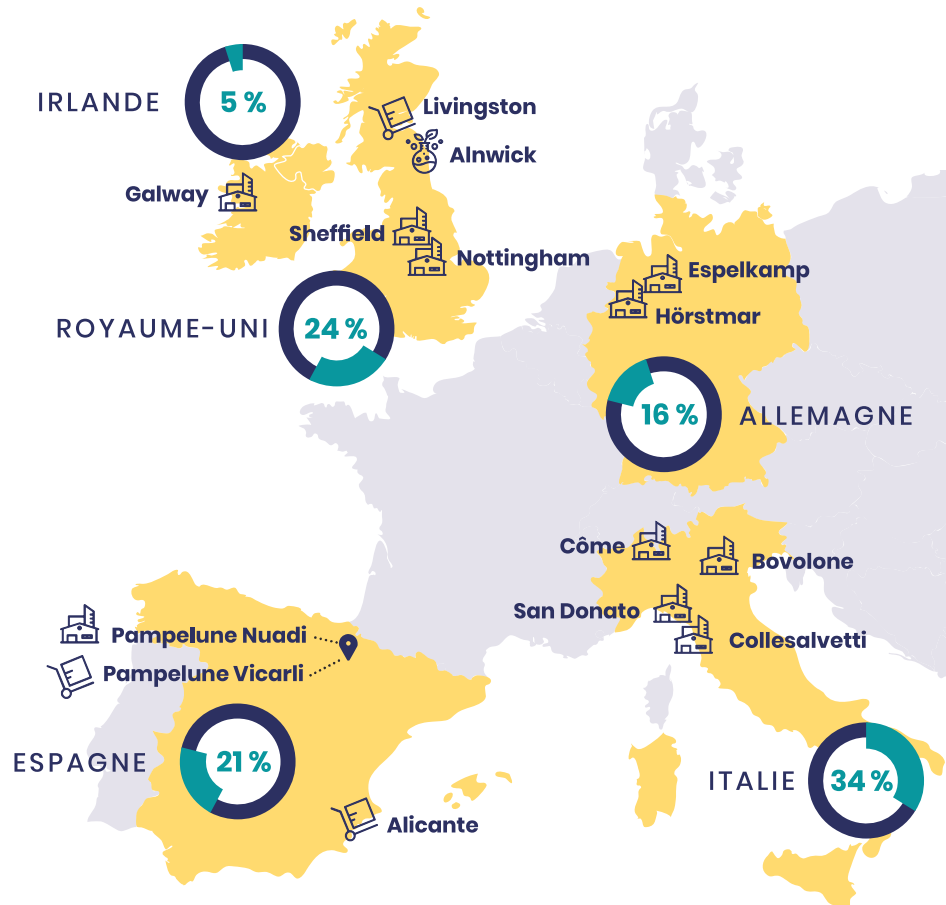 IRLANDE
5 %
Livingston
Alnwick
Galway
Sheffield
Nottingham
ROYAUME-UNI
24 %
Espelkamp
Hörstmar
16 %
ALLEMAGNE
Côme
Bovolone
San Donato
Collesalvetti
Pampelune Nuadi
Pampelune Vicarli
ESPAGNE
21 %
Alicante
ITALIE
34 %